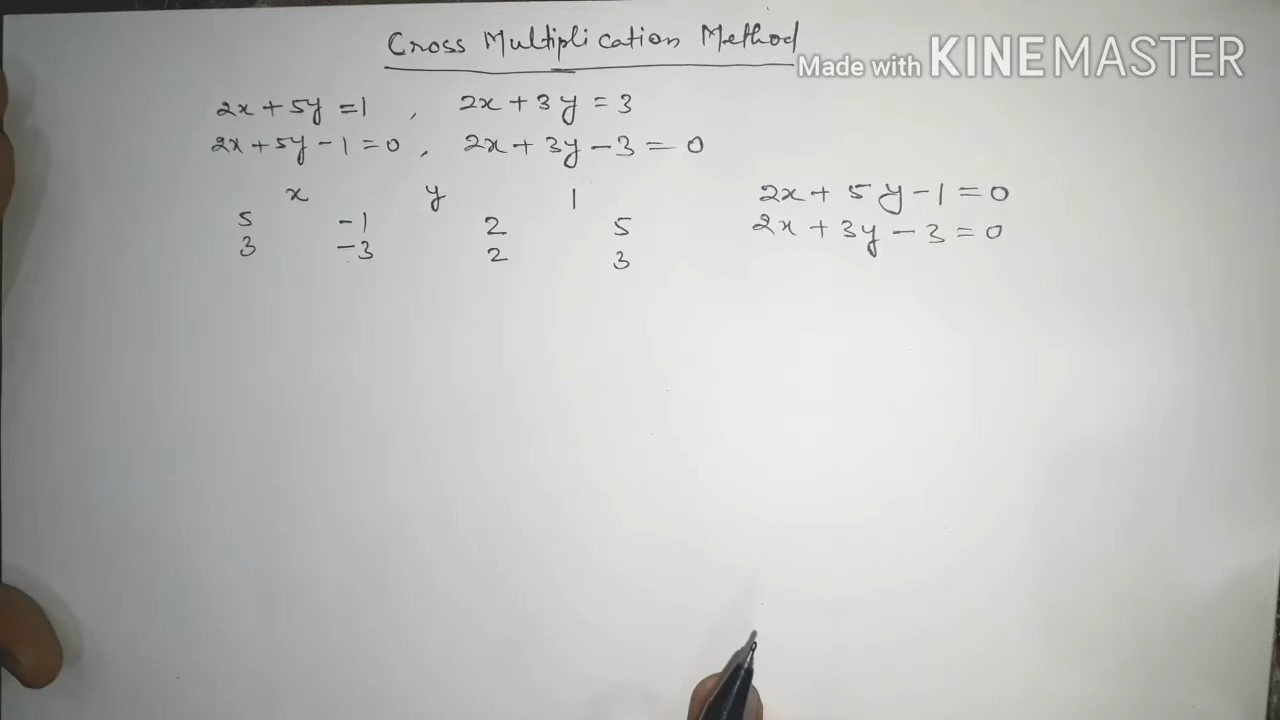 Cross Multiplication Method
Made with KINEMASTER
2x + 5y = 1 , 2x + 3y = 3
2x + 5y - 1 = 0 , 2x + 3y - 3 = 0
x y 1
5 -1 2 5
3 -3 2 3
2x + 5y - 1 = 0
2x + 3y - 3 = 0